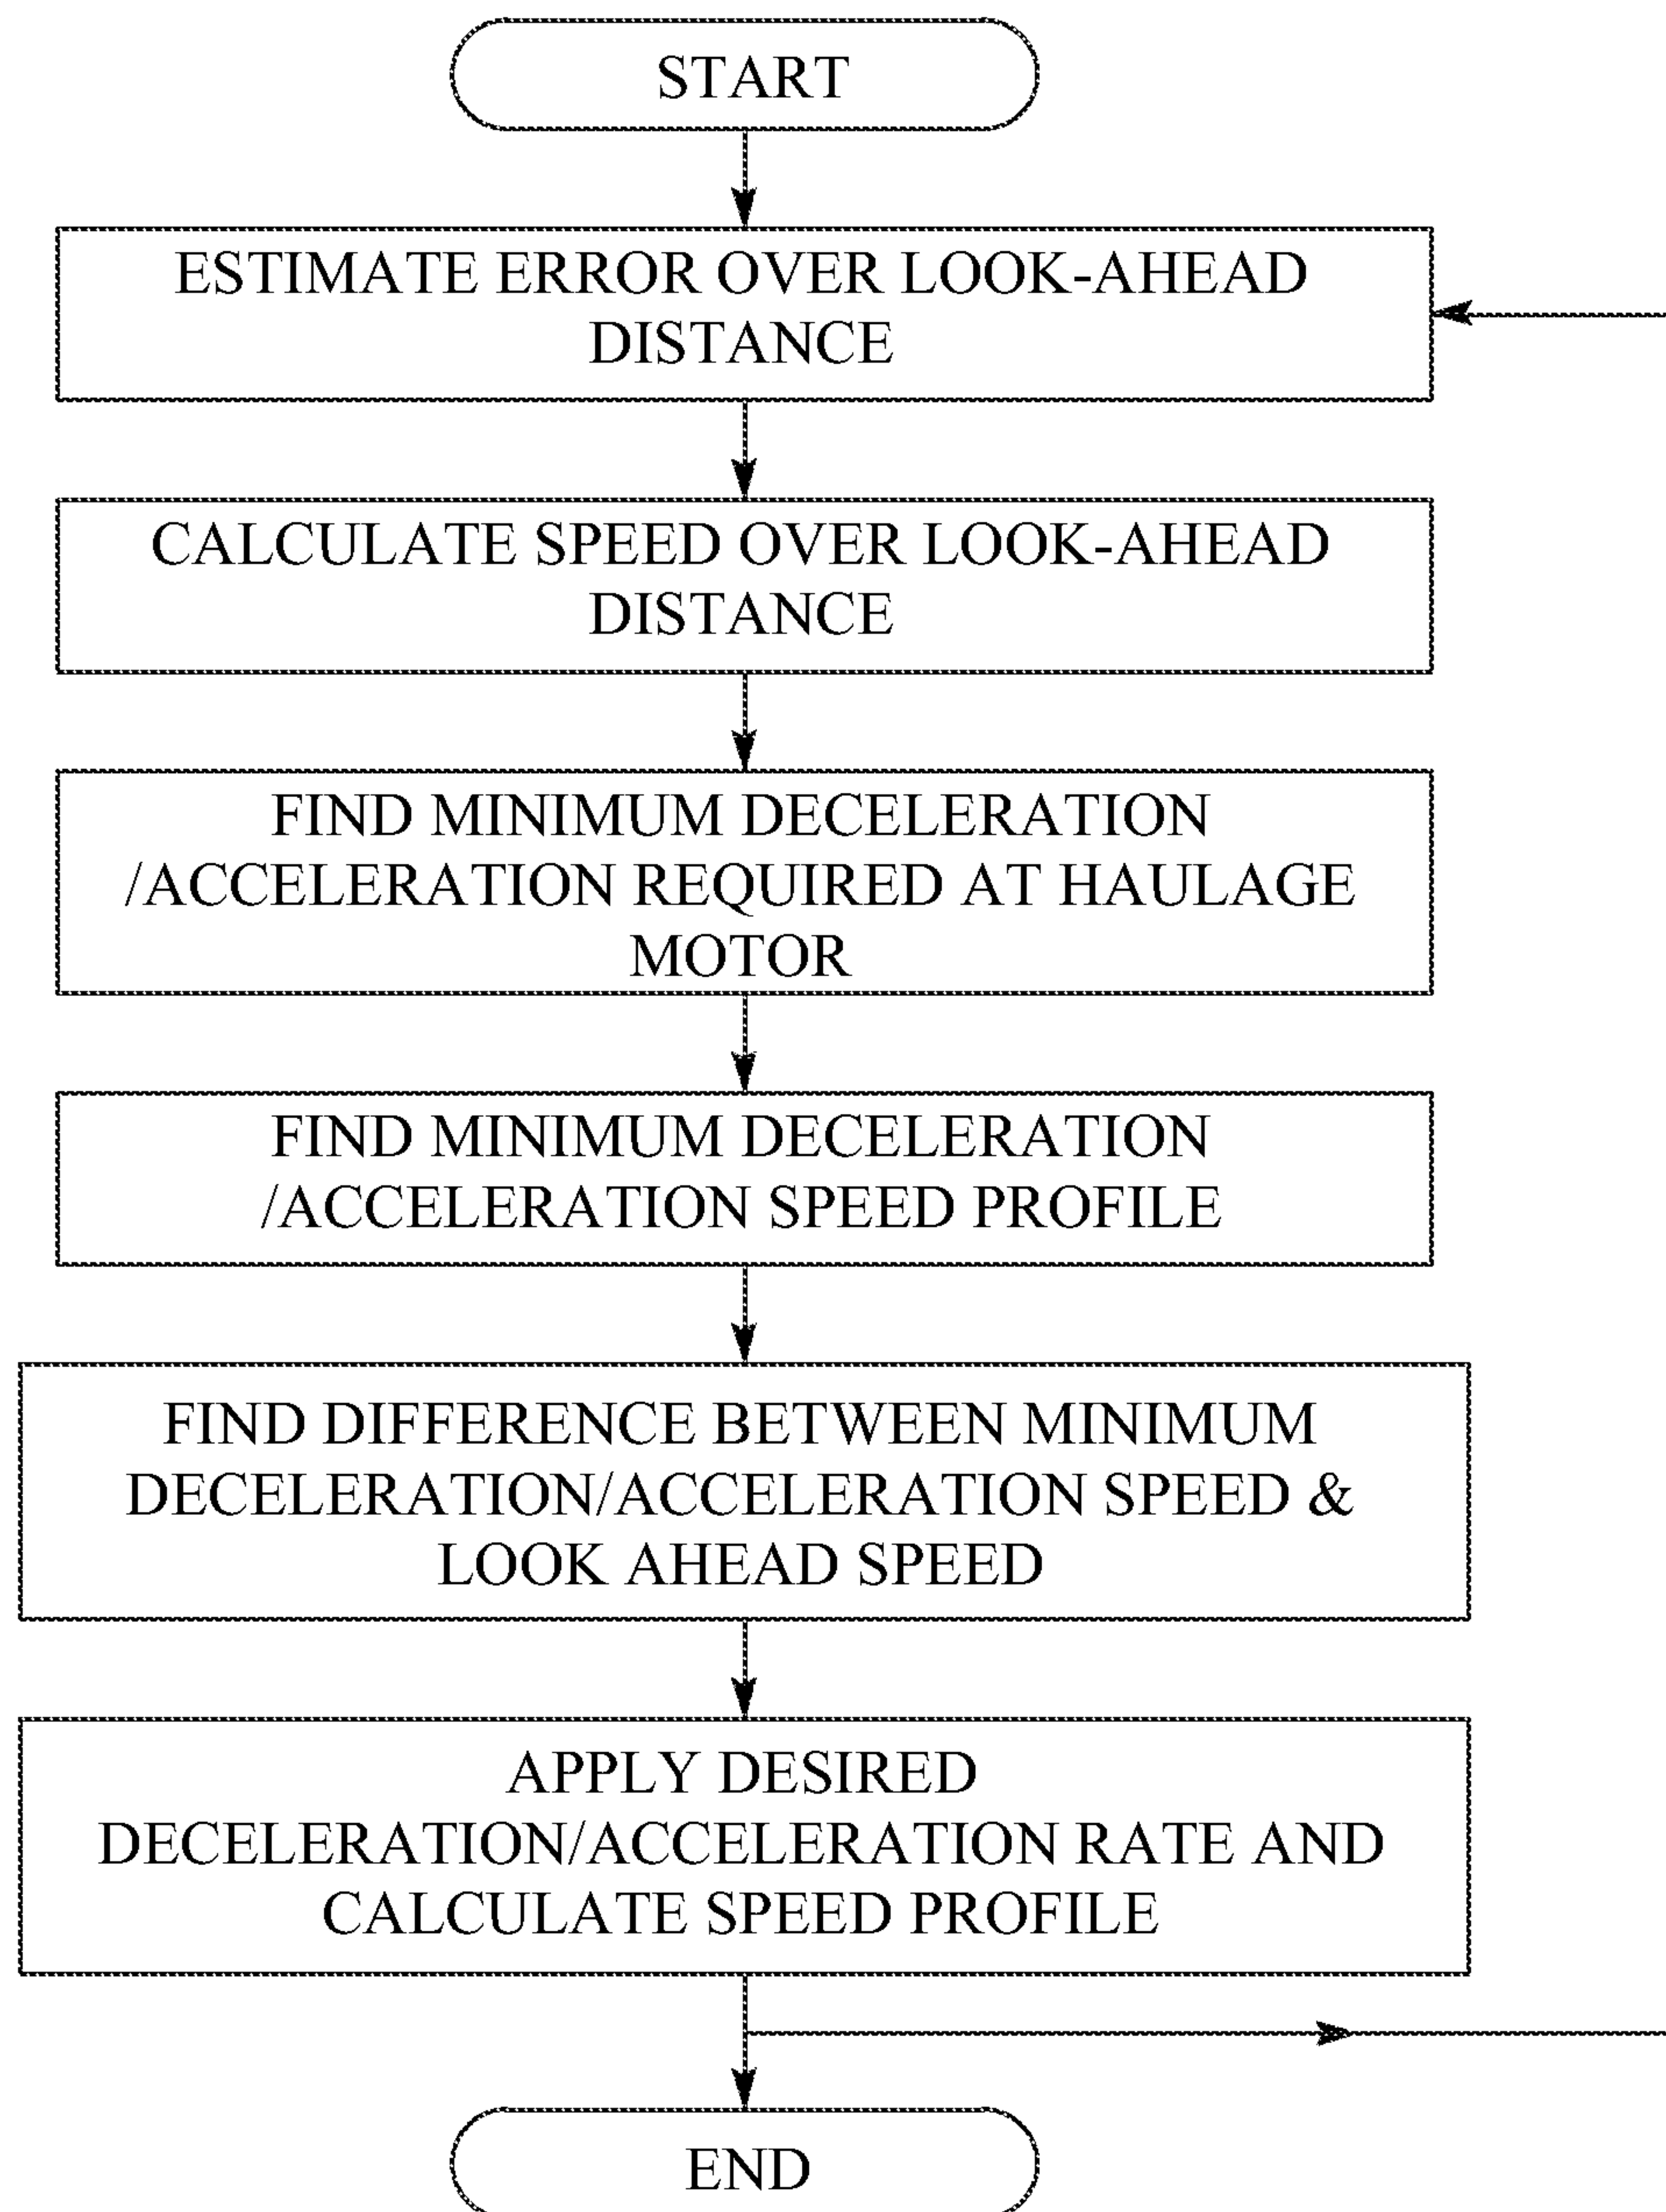 START
ESTIMATE ERROR OVER LOOK-AHEAD
DISTANCE
CALCULATE SPEED OVER LOOK-AHEAD
DISTANCE
FIND MINIMUM DECELERATION
/ACCELERATION REQUIRED AT HAULAGE
MOTOR
FIND MINIMUM DECELERATION
/ACCELERATION SPEED PROFILE
FIND DIFFERENCE BETWEEN MINIMUM
DECELERATION/ACCELERATION SPEED &
LOOK AHEAD SPEED
APPLY DESIRED
DECELERATION/ACCELERATION RATE AND
CALCULATE SPEED PROFILE
END